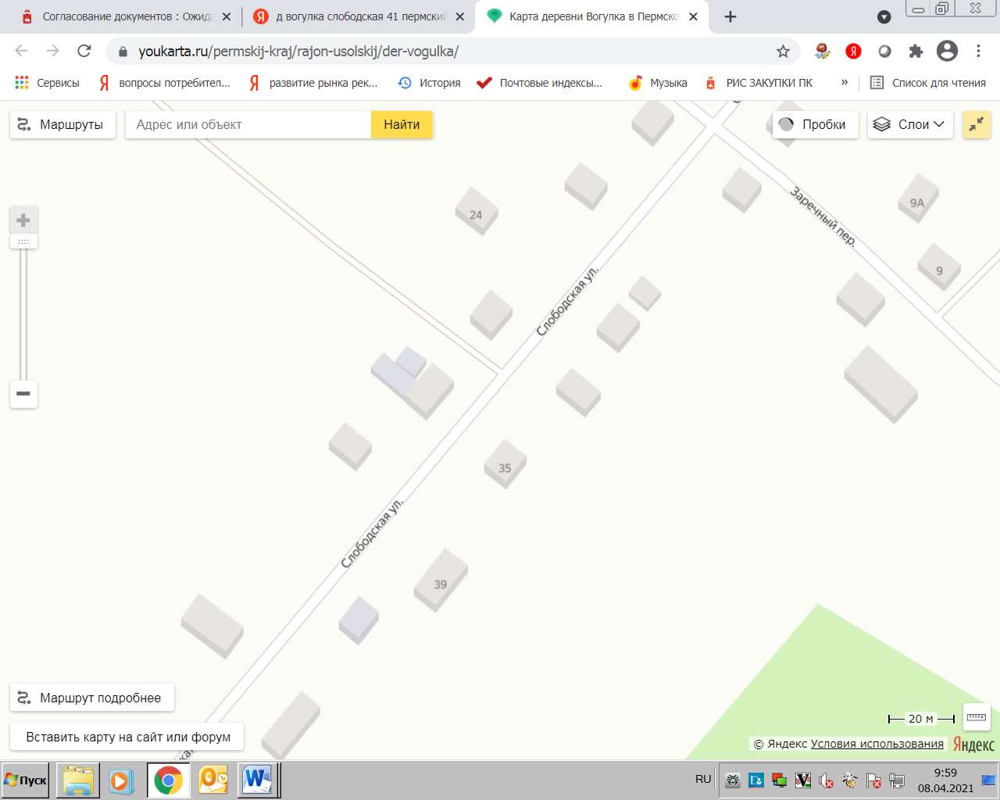 Согласование документов : Ожида
Я д вогулка слободская 41 пермский
Карта деревни Вогулка в Пермско
youkarta.ru/permskij-kraj/rajon-usolskij/der-vogulka/
Я
Сервисы
Я вопросы потребител...
Я развитие рынка рек...
История
Почтовые индексы...
Музыка
РИС ЗАКУПКИ ПК
»
Список для чтения
Маршруты
Адрес или объект
Найти
Пробки
Слои
24
Заречный пер.
9А
9
Слободская ул.
35
Слободская ул.
39
Маршрут подробнее
Вставить карту на сайт или форум
20 м
© Яндекс Условия использования
Яндекс
Пуск
RU
9:59
08.04.2021